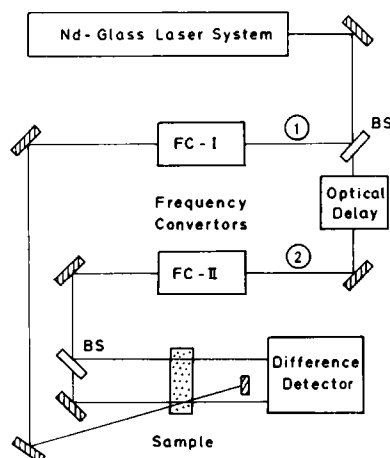 Nd-Glass Laser System
BS
1
FC-I
Optical
Delay
Frequency
Convertors
2
FC-II
BS
Difference
Detector
Sample